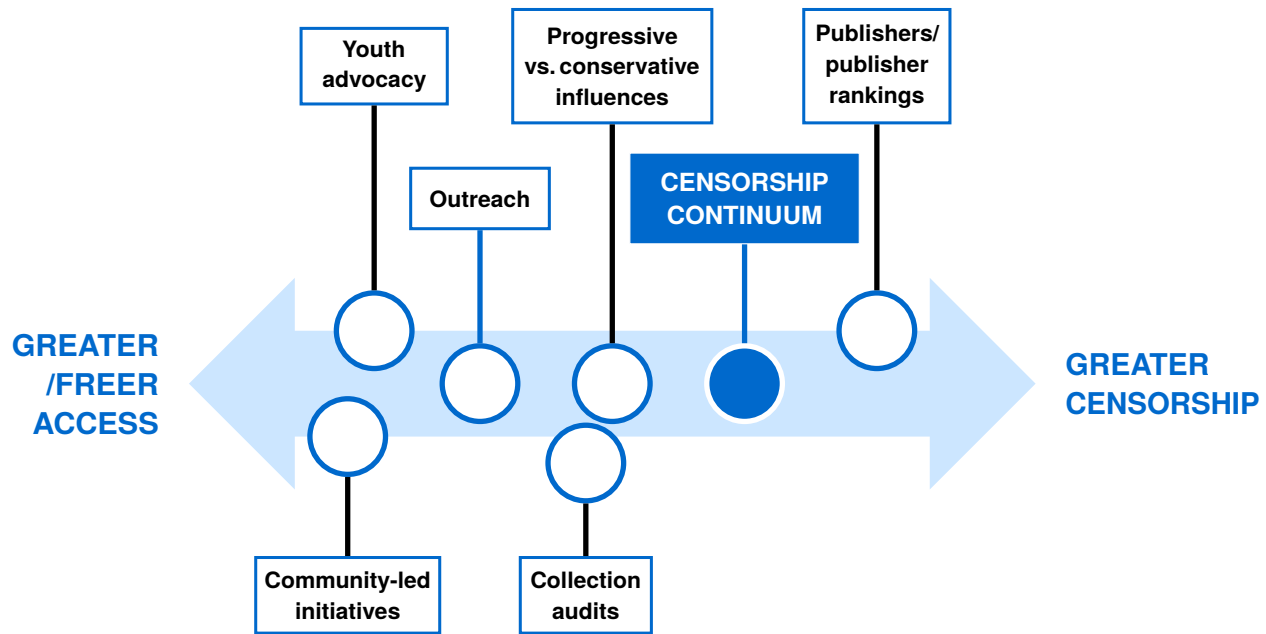 Youth
advocacy
Progressive
vs. conservative
influences
Publishers/
publisher
rankings
Outreach
CENSORSHIP
CONTINUUM
GREATER
/FREER
ACCESS
GREATER
CENSORSHIP
Community-led
initiatives
Collection
audits